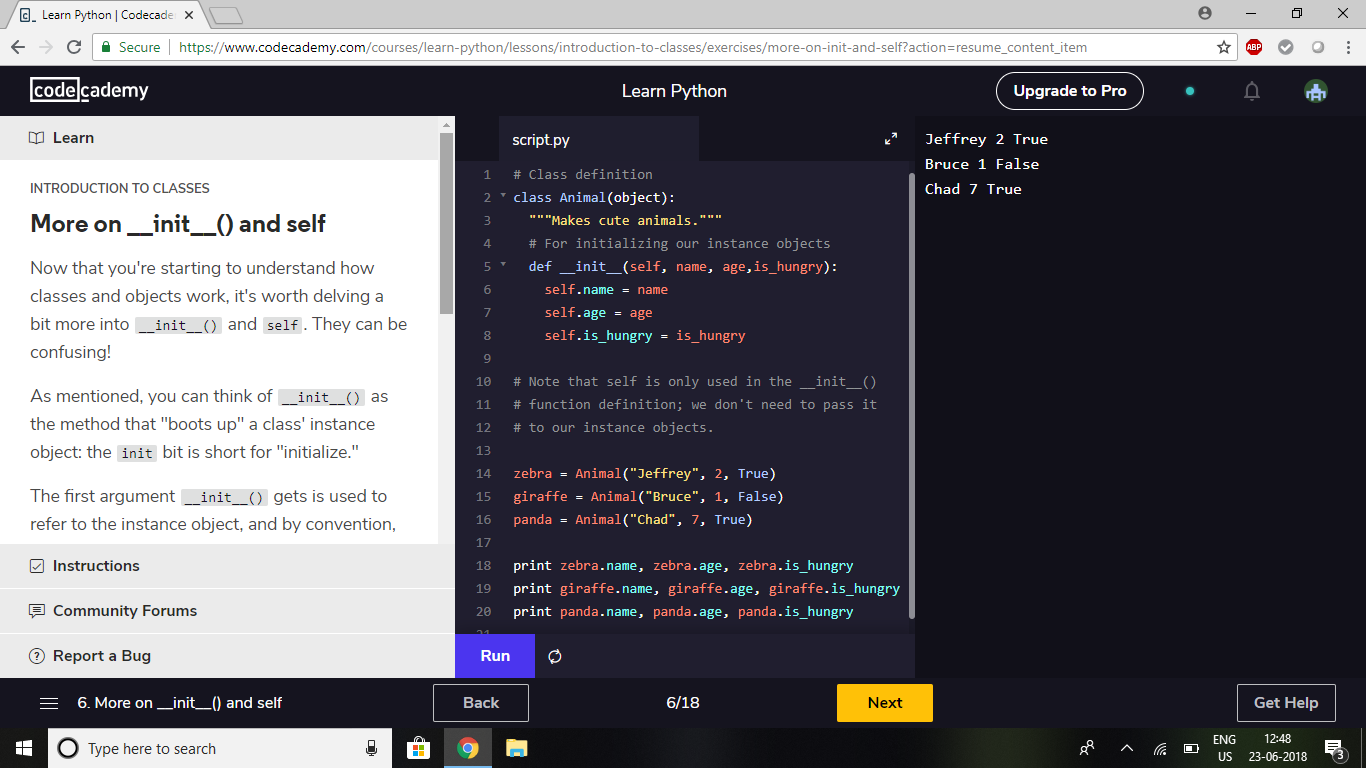 Learn Python | Codecade
Secure
https://www.codecademy.com/courses/learn-python/lessons/introduction-to-classes/exercises/more-on-init-and-self?action=resume_content_item
ABP
codecademy
Learn Python
Upgrade to Pro
Learn
INTRODUCTION TO CLASSES
More on __init__() and self
Now that you're starting to understand how
classes and objects work, it's worth delving a
bit more into __init__() and self. They can be
confusing!
As mentioned, you can think of __init__() as
the method that "boots up" a class' instance
object: the init bit is short for "initialize."
The first argument __init__() gets is used to
refer to the instance object, and by convention,
Instructions
Community Forums
Report a Bug
script.py
1 # Class definition
2 class Animal(object):
3 """Makes cute animals."""
4 # For initializing our instance objects
5 def __init__(self, name, age,is_hungry):
6 self.name = name
7 self.age = age
8 self.is_hungry = is_hungry
9
10 # Note that self is only used in the __init__()
11 # function definition; we don't need to pass it
12 # to our instance objects.
13
14 zebra = Animal("Jeffrey", 2, True)
15 giraffe = Animal("Bruce", 1, False)
16 panda = Animal("Chad", 7, True)
17
18 print zebra.name, zebra.age, zebra.is_hungry
19 print giraffe.name, giraffe.age, giraffe.is_hungry
20 print panda.name, panda.age, panda.is_hungry
21
Run
Jeffrey 2 True
Bruce 1 False
Chad 7 True
6. More on __init__() and self
Back
6/18
Next
Get Help
Type here to search
ENG
US
12:48
23-06-2018
3